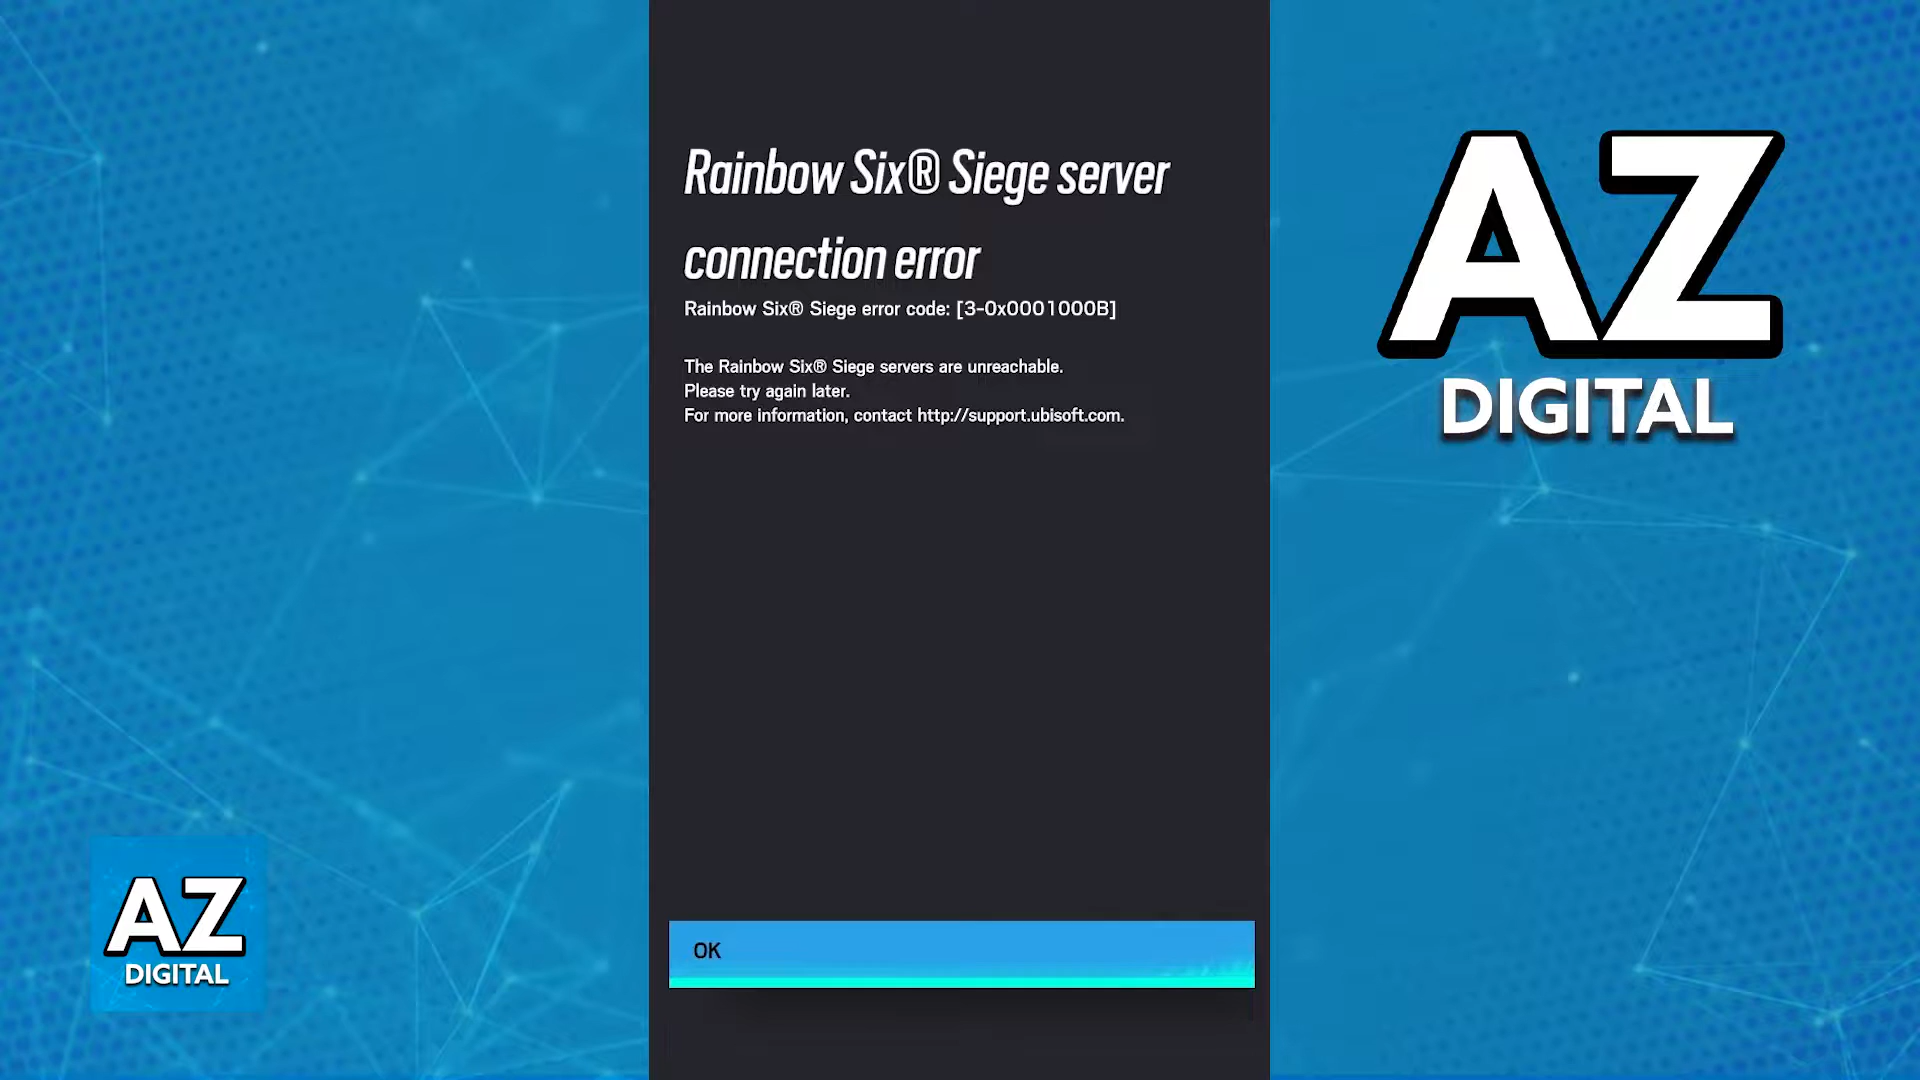 Rainbow Six® Siege server
connection error
Rainbow Six® Siege error code: [3-0x0001000B]
The Rainbow Six® Siege servers are unreachable.
Please try again later.
For more information, contact http://support.ubisoft.com.
OK
AZ
DIGITAL
AZ
DIGITAL